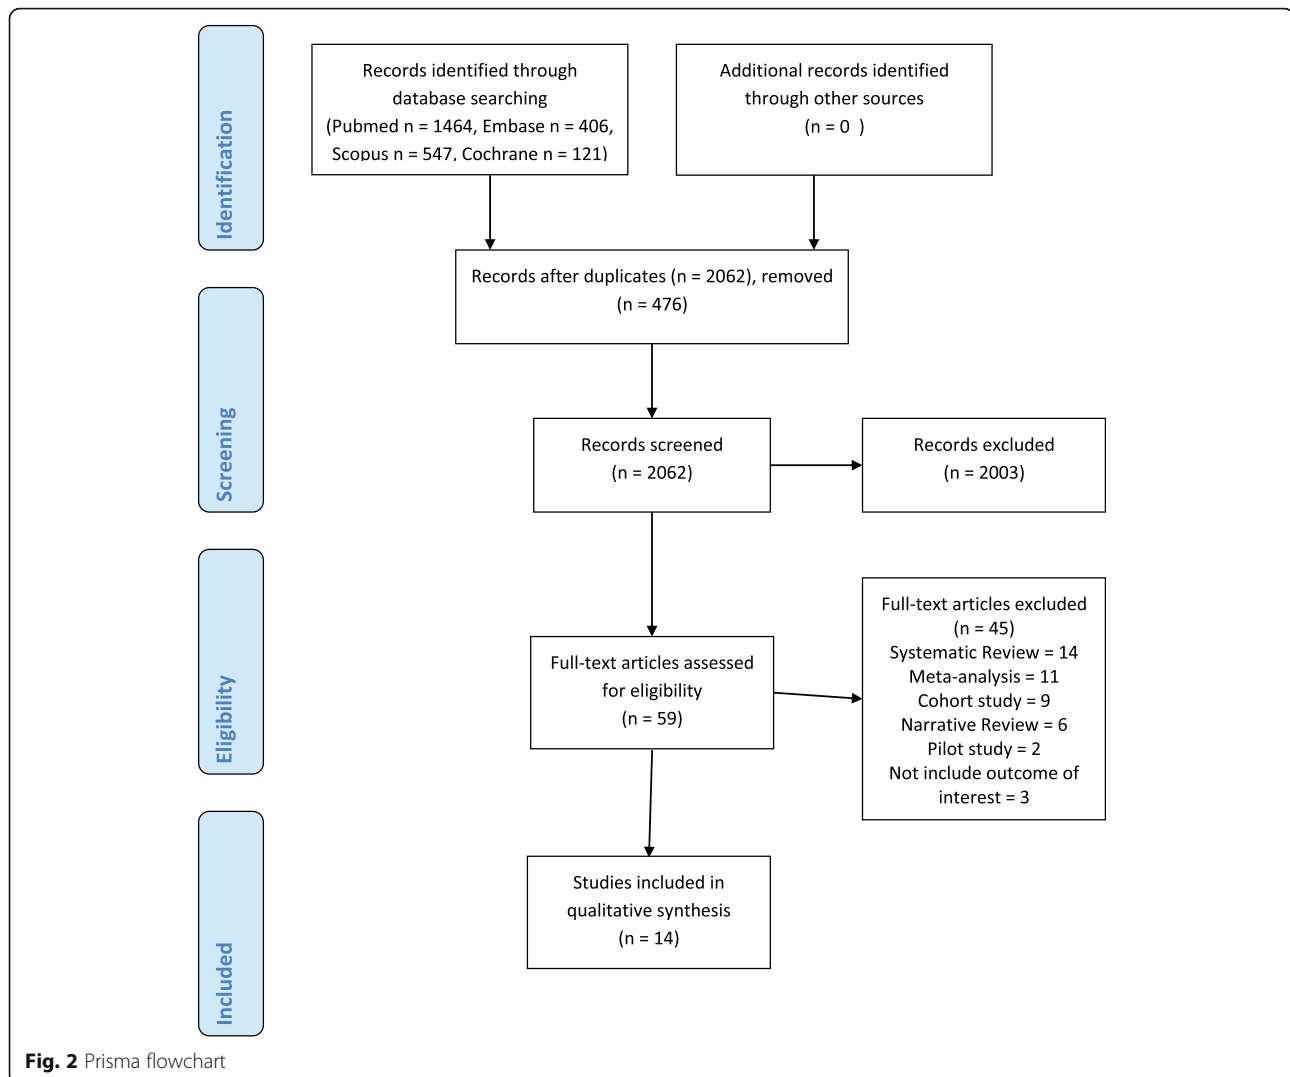 Identification
Records identified through
database searching
(Pubmed n = 1464, Embase n = 406,
Scopus n = 547, Cochrane n = 121)
Additional records identified
through other sources
(n = 0  )
Records after duplicates (n = 2062), removed
(n = 476)
Screening
Records screened
(n = 2062)
Records excluded
(n = 2003)
Eligibility
Full-text articles assessed
for eligibility
(n = 59)
Full-text articles excluded
(n = 45)
Systematic Review = 14
Meta-analysis = 11
Cohort study = 9
Narrative Review = 6
Pilot study = 2
Not include outcome of
interest = 3
Included
Studies included in
qualitative synthesis
(n = 14)
Fig. 2 Prisma flowchart